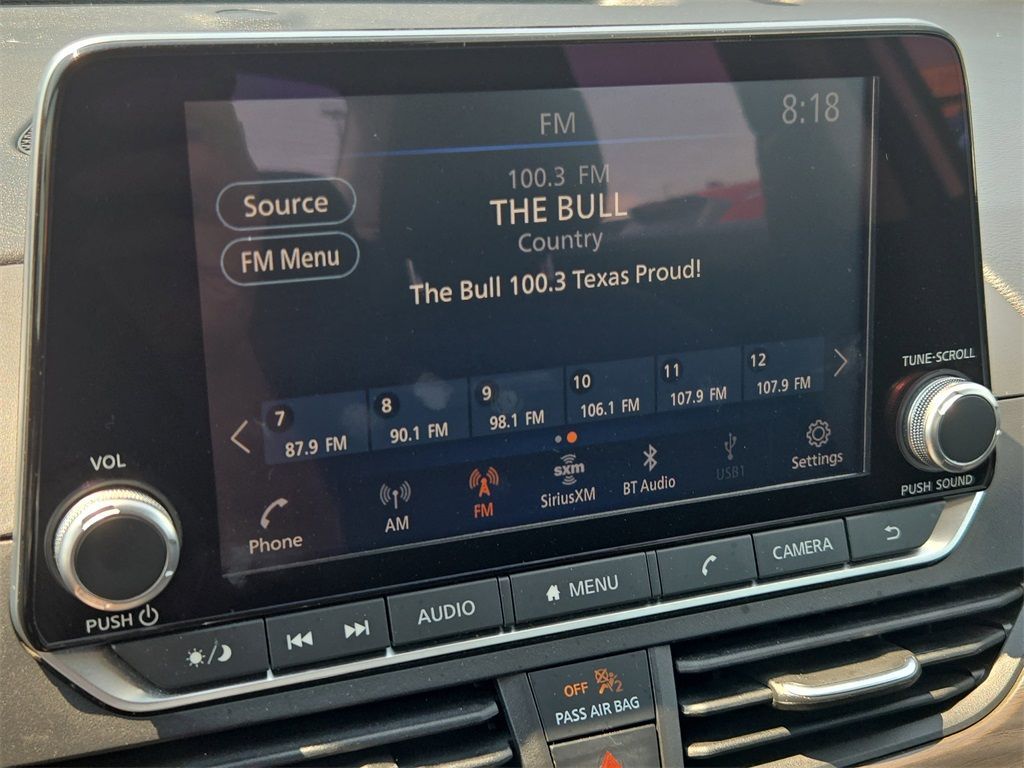 FM
8:18
Source
100.3 FM
THE BULL
Country
FM Menu
The Bull 100.3 Texas Proud!
7 8 9 10 11 12
87.9 FM 90.1 FM 98.1 FM 106.1 FM 107.9 FM 107.9 FM
Phone
AM
FM
sxm
SiriusXM
BT Audio
USB1
Settings
VOL
PUSH
TUNE-SCROLL
PUSH SOUND
AUDIO
MENU
CAMERA
OFF 2
PASS AIR BAG